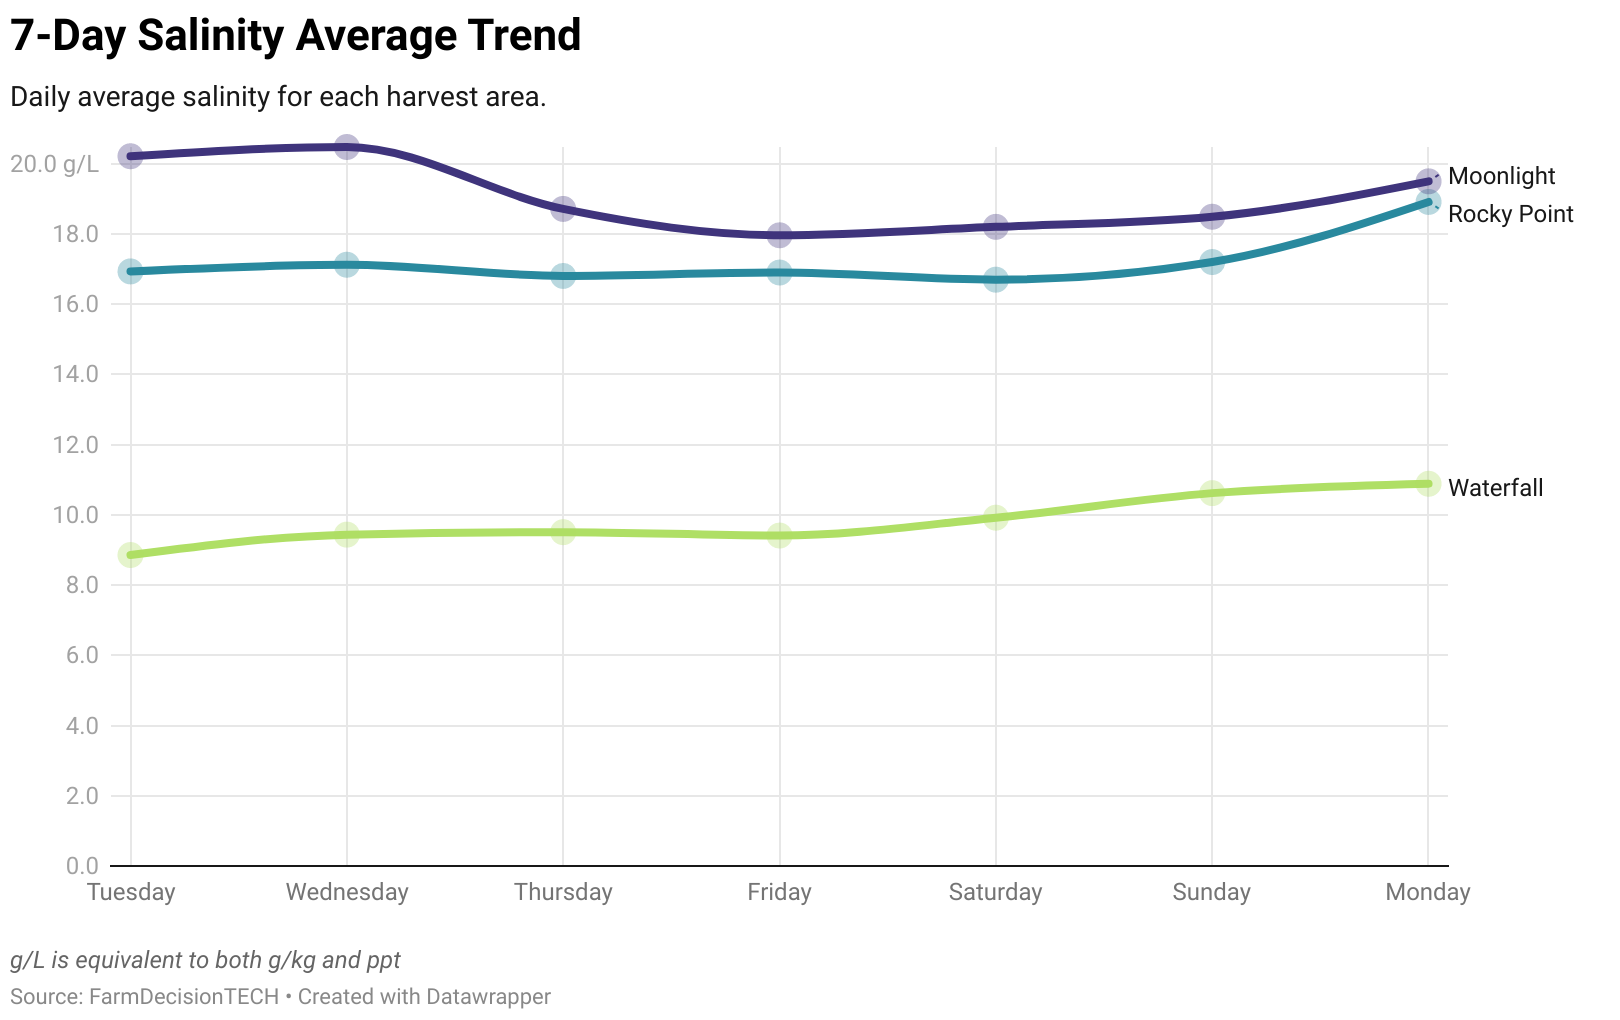 7-Day Salinity Average Trend
Daily average salinity for each harvest area.
20.0 g/L
18.0
16.0
14.0
12.0
10.0
8.0
6.0
4.0
2.0
0.0
Moonlight
Rocky Point
Waterfall
Tuesday Wednesday Thursday Friday Saturday Sunday Monday
g/L is equivalent to both g/kg and ppt
Source: FarmDecisionTECH • Created with Datawrapper